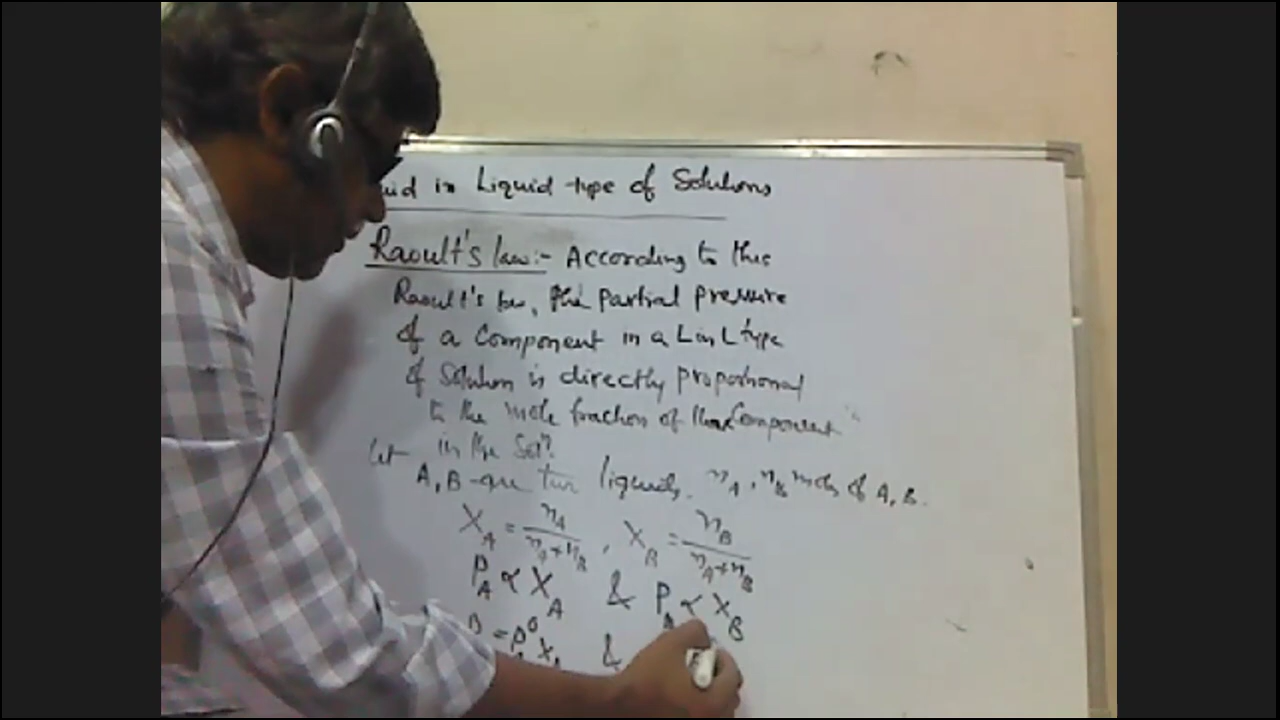 uid in Liquid type of Solutions
Raoult's law:- According to this
Raoult's law, the partial pressure
of a Component in a L in L type
of Solution is directly proportional
to the mole fraction of that Component
in the Soln.
let
A, B are two liquids. nA, nB moles of A, B.
XA = nA/(nA+nB), XB = nB/(nA+nB)
PA ∝ XA & PA ∝ XB
= P° X &